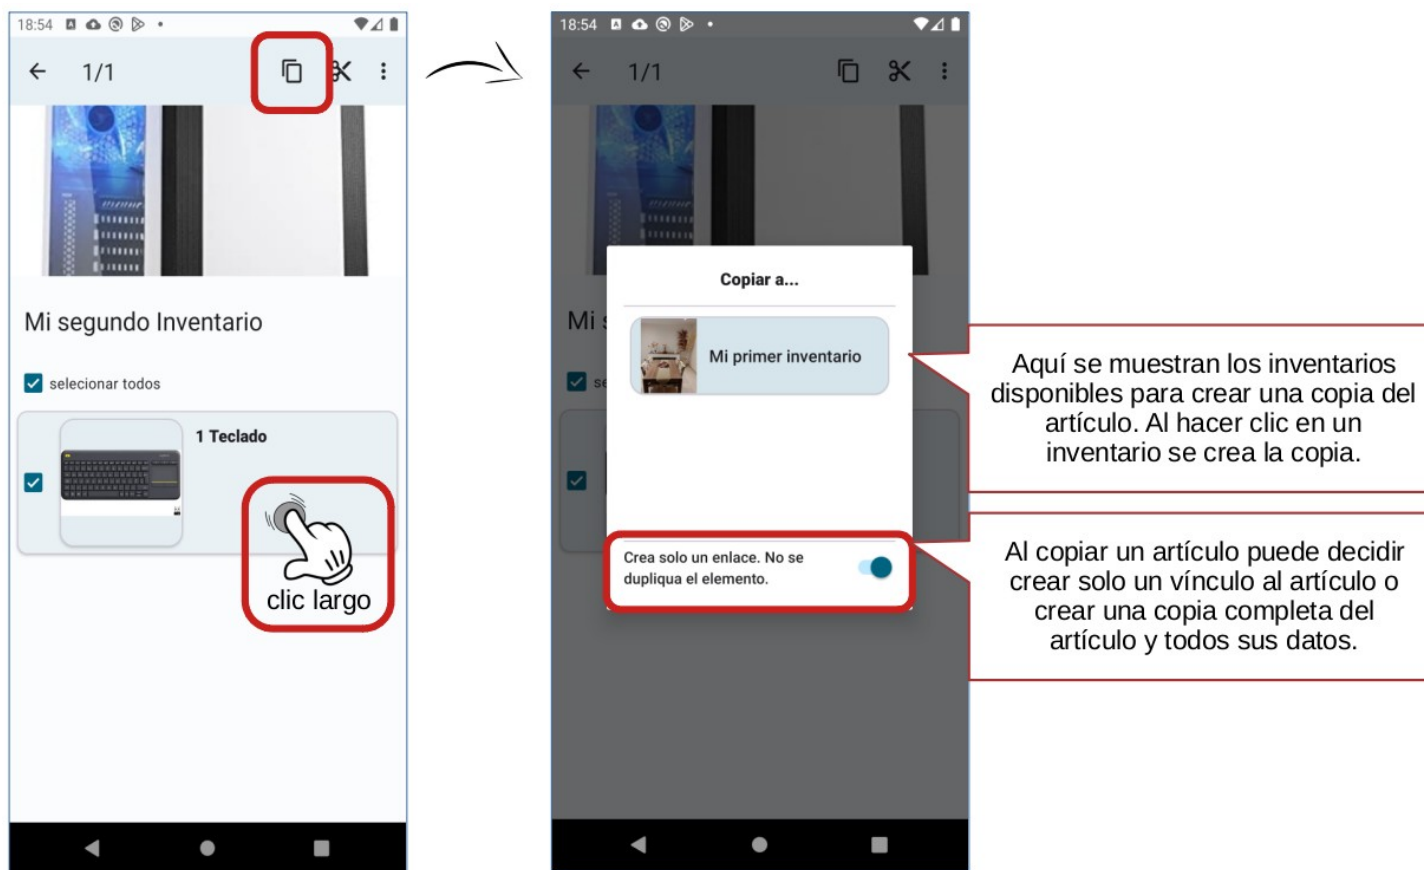 18:54
1/1
Mi segundo Inventario
selecionar todos
1 Teclado
clic largo
18:54
1/1
Copiar a...
Mi primer inventario
Mi s
se
Crea solo un enlace. No se
dupliqua el elemento.
Aquí se muestran los inventarios
disponibles para crear una copia del
artículo. Al hacer clic en un
inventario se crea la copia.
Al copiar un artículo puede decidir
crear solo un vínculo al artículo o
crear una copia completa del
artículo y todos sus datos.